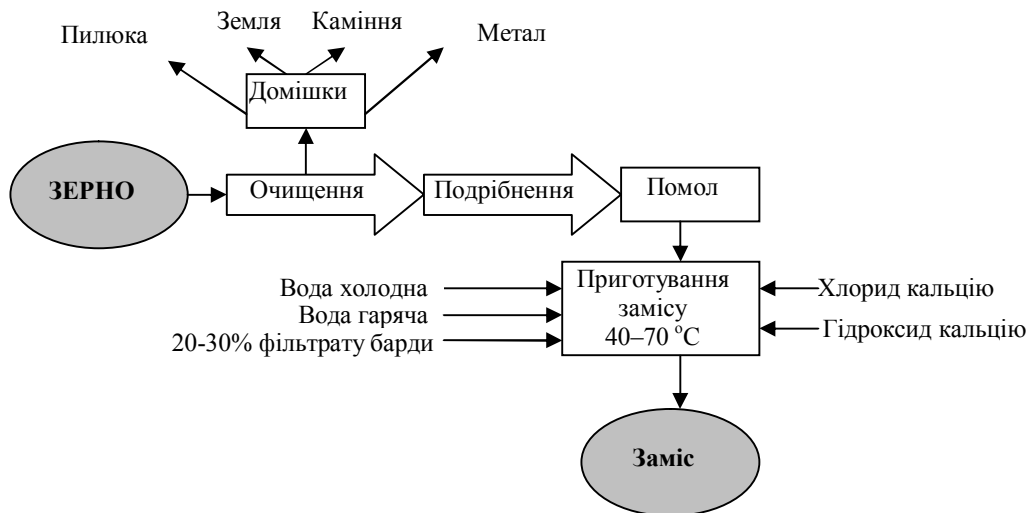 Пилюка
Земля
Каміння
Метал
Домішки
ЗЕРНО
Очищення
Подрібнення
Помол
Вода холодна
Вода гаряча
20-30% фільтрату барди
Приготування
замісу
40–70 °С
Хлорид кальцію
Гідроксид кальцію
Заміс